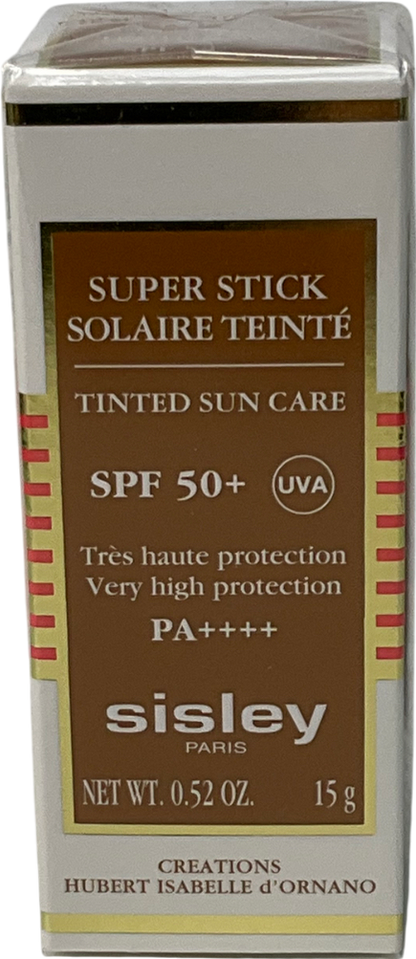 SUPER STICK
SOLAIRE TEINTÉ
TINTED SUN CARE
SPF 50+ UVA
Très haute protection
Very high protection
PA++++
sisley
PARIS
NET WT. 0.52 OZ. 15 g
CREATIONS
HUBERT ISABELLE d'ORNANO